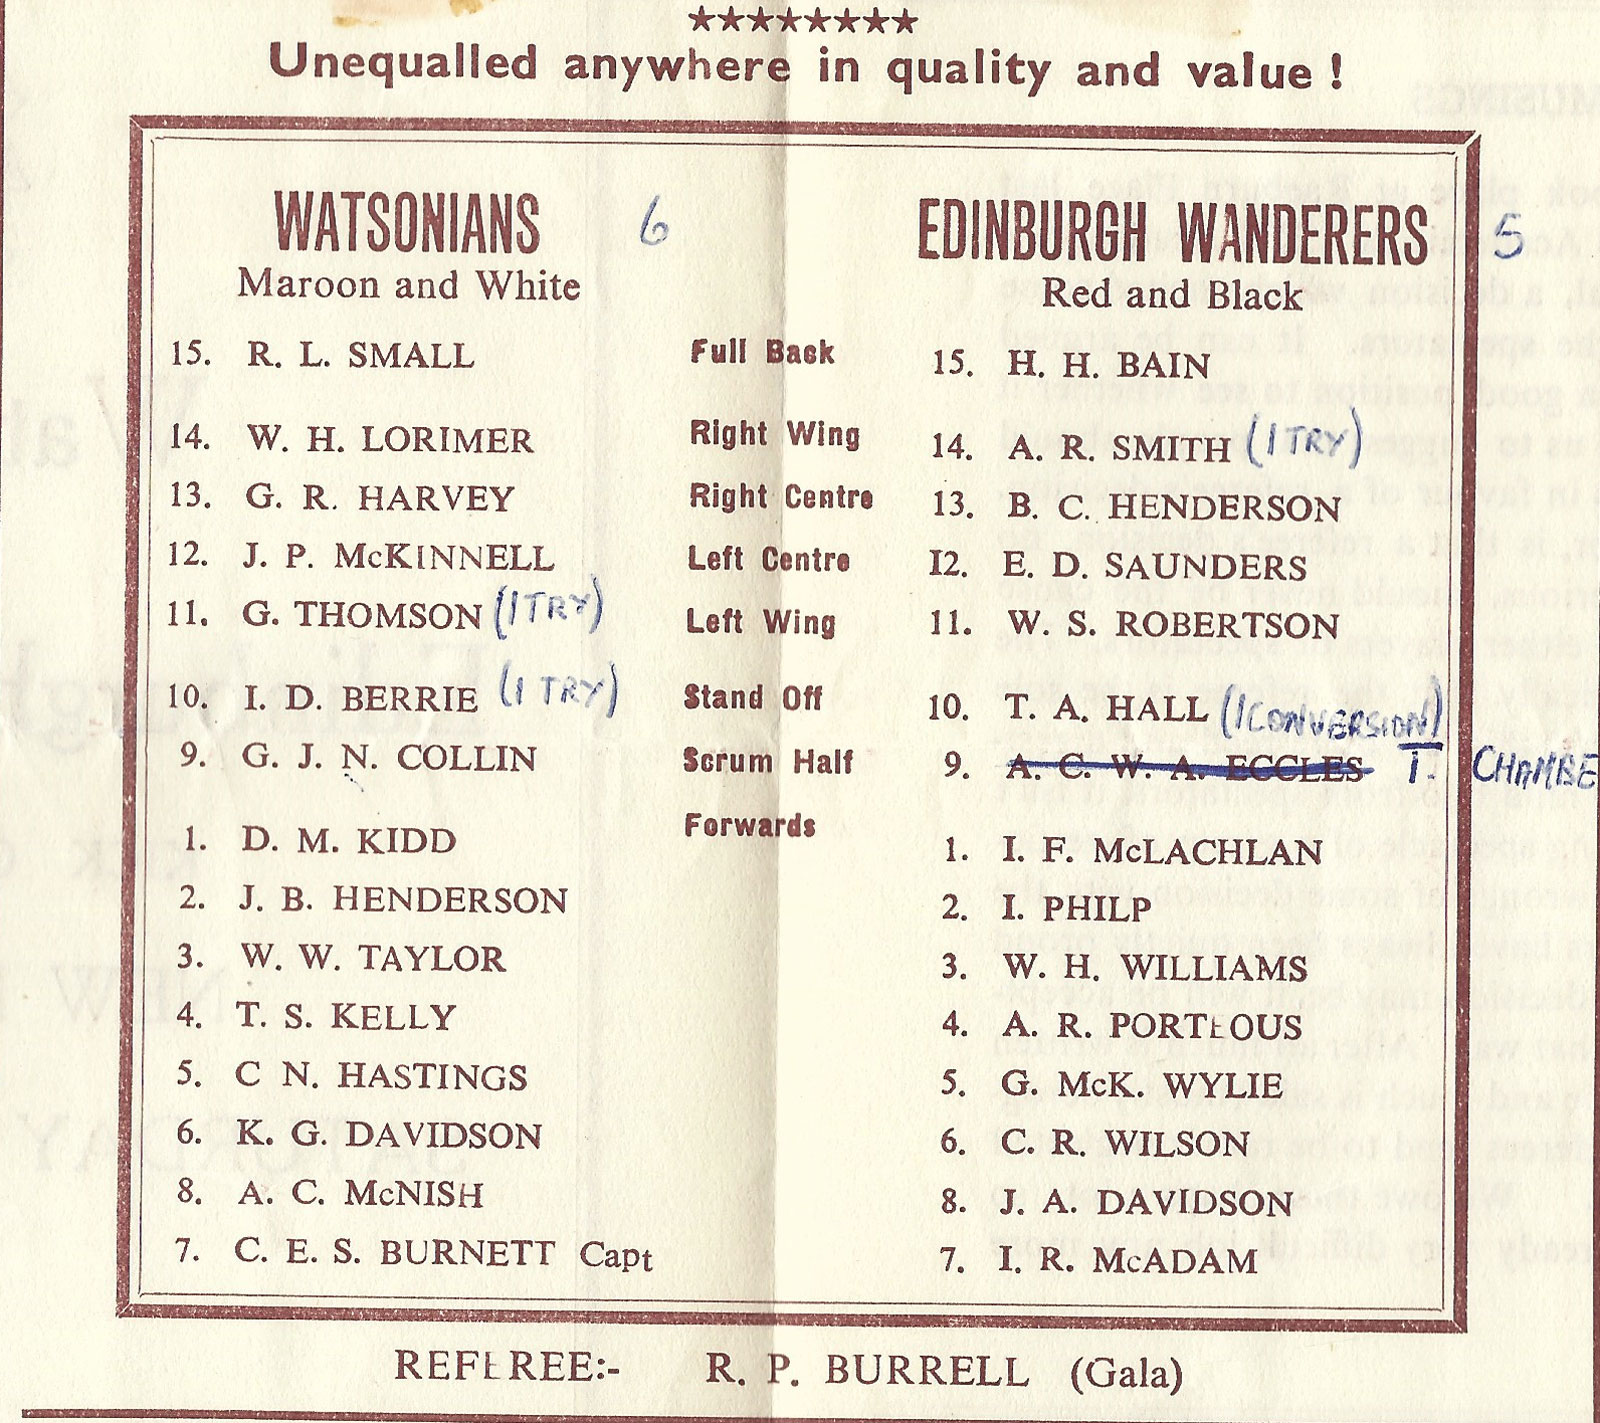 ★★★★★★★★
Unequalled anywhere in quality and value !
WATSONIANS 6 EDINBURGH WANDERERS 5
Maroon and White Red and Black
15. R. L. SMALL Full Back 15. H. H. BAIN
14. W. H. LORIMER Right Wing 14. A. R. SMITH (1 TRY)
13. G. R. HARVEY Right Centre 13. B. C. HENDERSON
12. J. P. McKINNELL Left Centre 12. E. D. SAUNDERS
11. G. THOMSON (1 TRY) Left Wing 11. W. S. ROBERTSON
10. I. D. BERRIE (1 TRY) Stand Off 10. T. A. HALL (1 CONVERSION)
9. G. J. N. COLLIN Scrum Half 9. A. C. W. A. ECCLES T. CHAMBE
Forwards
1. D. M. KIDD 1. I. F. McLACHLAN
2. J. B. HENDERSON 2. I. PHILP
3. W. W. TAYLOR 3. W. H. WILLIAMS
4. T. S. KELLY 4. A. R. PORTEOUS
5. C N. HASTINGS 5. G. McK. WYLIE
6. K. G. DAVIDSON 6. C. R. WILSON
8. A. C. McNISH 8. J. A. DAVIDSON
7. C. E. S. BURNETT Capt 7. I. R. McADAM
REFEREE:- R. P. BURRELL (Gala)